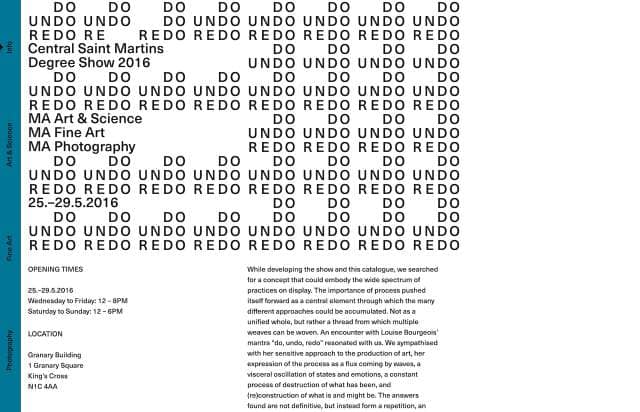 DO DO DO DO DO DO DO DO
UNDO UNDO UNDO UNDO UNDO UNDO UNDO UNDO
REDO RE REDO REDO REDO REDO REDO REDO
Central Saint Martins DO DO DO DO
Degree Show 2016 UNDO UNDO UNDO UNDO
DO DO DO DO DO DO DO DO
UNDO UNDO UNDO UNDO UNDO UNDO UNDO UNDO
REDO REDO REDO REDO REDO REDO REDO REDO
MA Art & Science DO DO DO DO
MA Fine Art UNDO UNDO UNDO UNDO
MA Photography REDO REDO REDO REDO
DO DO DO DO DO DO DO DO
UNDO UNDO UNDO UNDO UNDO UNDO UNDO UNDO
REDO REDO REDO REDO REDO REDO REDO REDO
25.–29.5.2016 DO DO DO DO
DO DO DO DO DO DO DO DO
UNDO UNDO UNDO UNDO UNDO UNDO UNDO UNDO
REDO REDO REDO REDO REDO REDO REDO REDO
Info
Art & Science
Fine Art
Photography
OPENING TIMES
25.–29.5.2016
Wednesday to Friday: 12 – 8PM
Saturday to Sunday: 12 – 6PM
LOCATION
Granary Building
1 Granary Square
King's Cross
N1C 4AA
While developing the show and this catalogue, we searched
for a concept that could embody the wide spectrum of
practices on display. The importance of process pushed
itself forward as a central element through which the many
different approaches could be accumulated. Not as a
unified whole, but rather a thread from which multiple
weaves can be woven. An encounter with Louise Bourgeois'
mantra "do, undo, redo" resonated with us. We sympathised
with her sensitive approach to the production of art, her
expression of the process as a flux coming by waves, a
visceral oscillation of states and emotions, a constant
process of destruction of what has been, and
(re)construction of what is and might be. The answers
found are not definitive, but instead form a repetition, an